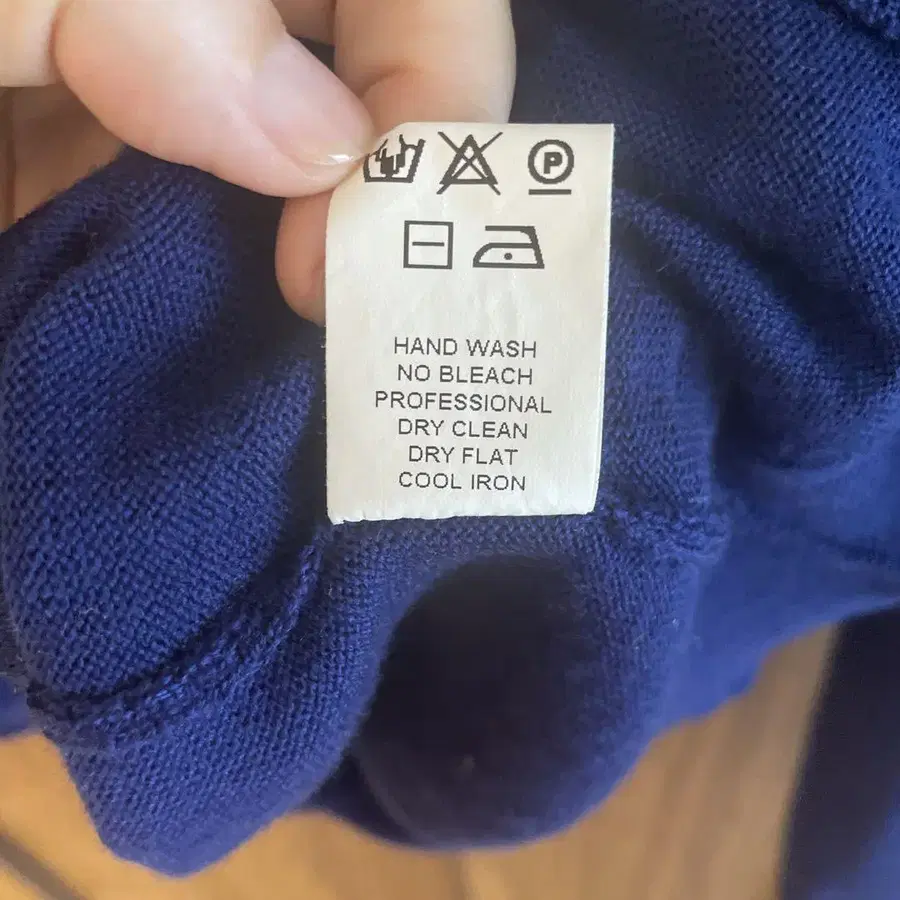 P
HAND WASH
NO BLEACH
PROFESSIONAL
DRY CLEAN
DRY FLAT
COOL IRON